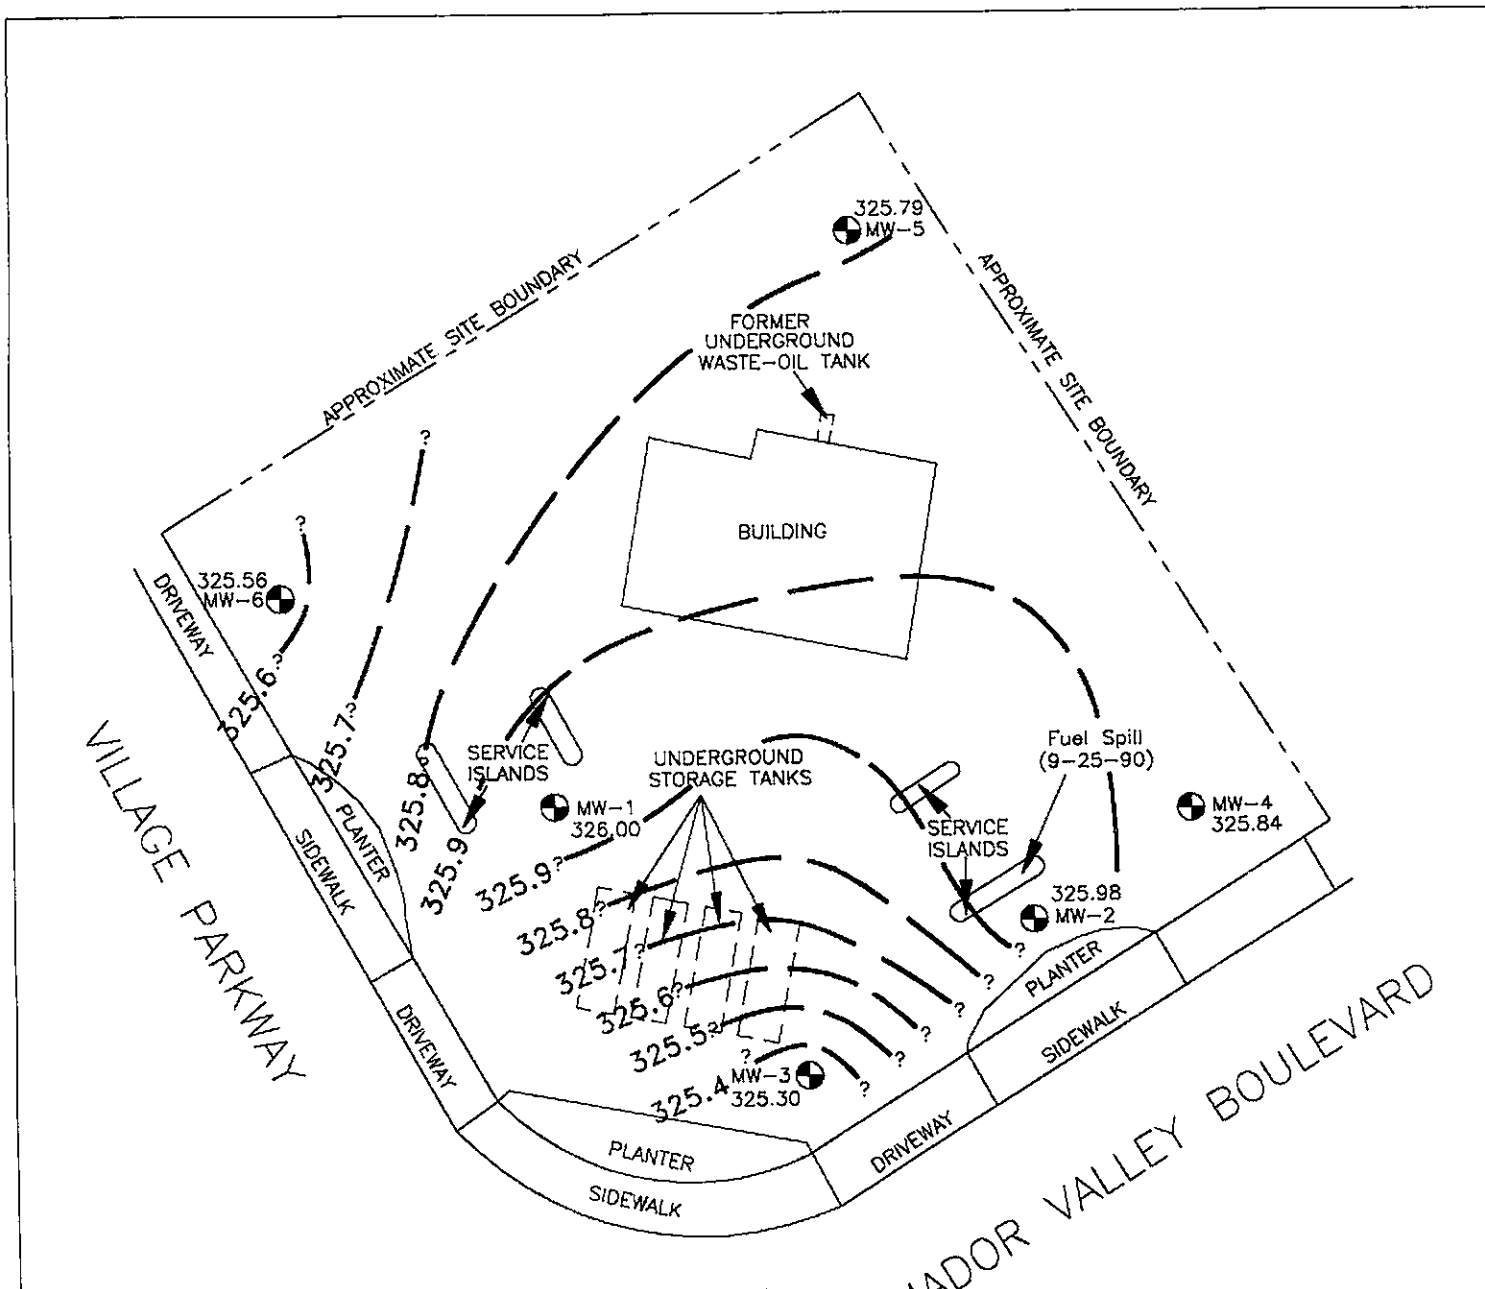 325.79
MW-5
APPROXIMATE SITE BOUNDARY
APPROXIMATE SITE BOUNDARY
FORMER
UNDERGROUND
WASTE-OIL TANK
?
?
BUILDING
325.56
MW-6
DRIVEWAY
325.6?
325.7?
325.8?
325.9?
SERVICE
ISLANDS
UNDERGROUND
STORAGE TANKS
Fuel Spill
(9-25-90)
MW-1
326.00
MW-4
325.84
SERVICE
ISLANDS
325.98
MW-2
PLANTER
SIDEWALK
VILLAGE PARKWAY
325.9?
325.8?
325.7?
325.6?
325.5?
325.4
?
MW-3
325.30
?
?
?
?
?
?
PLANTER
SIDEWALK
DRIVEWAY
DRIVEWAY
PLANTER
SIDEWALK
VALLEY BOULEVARD